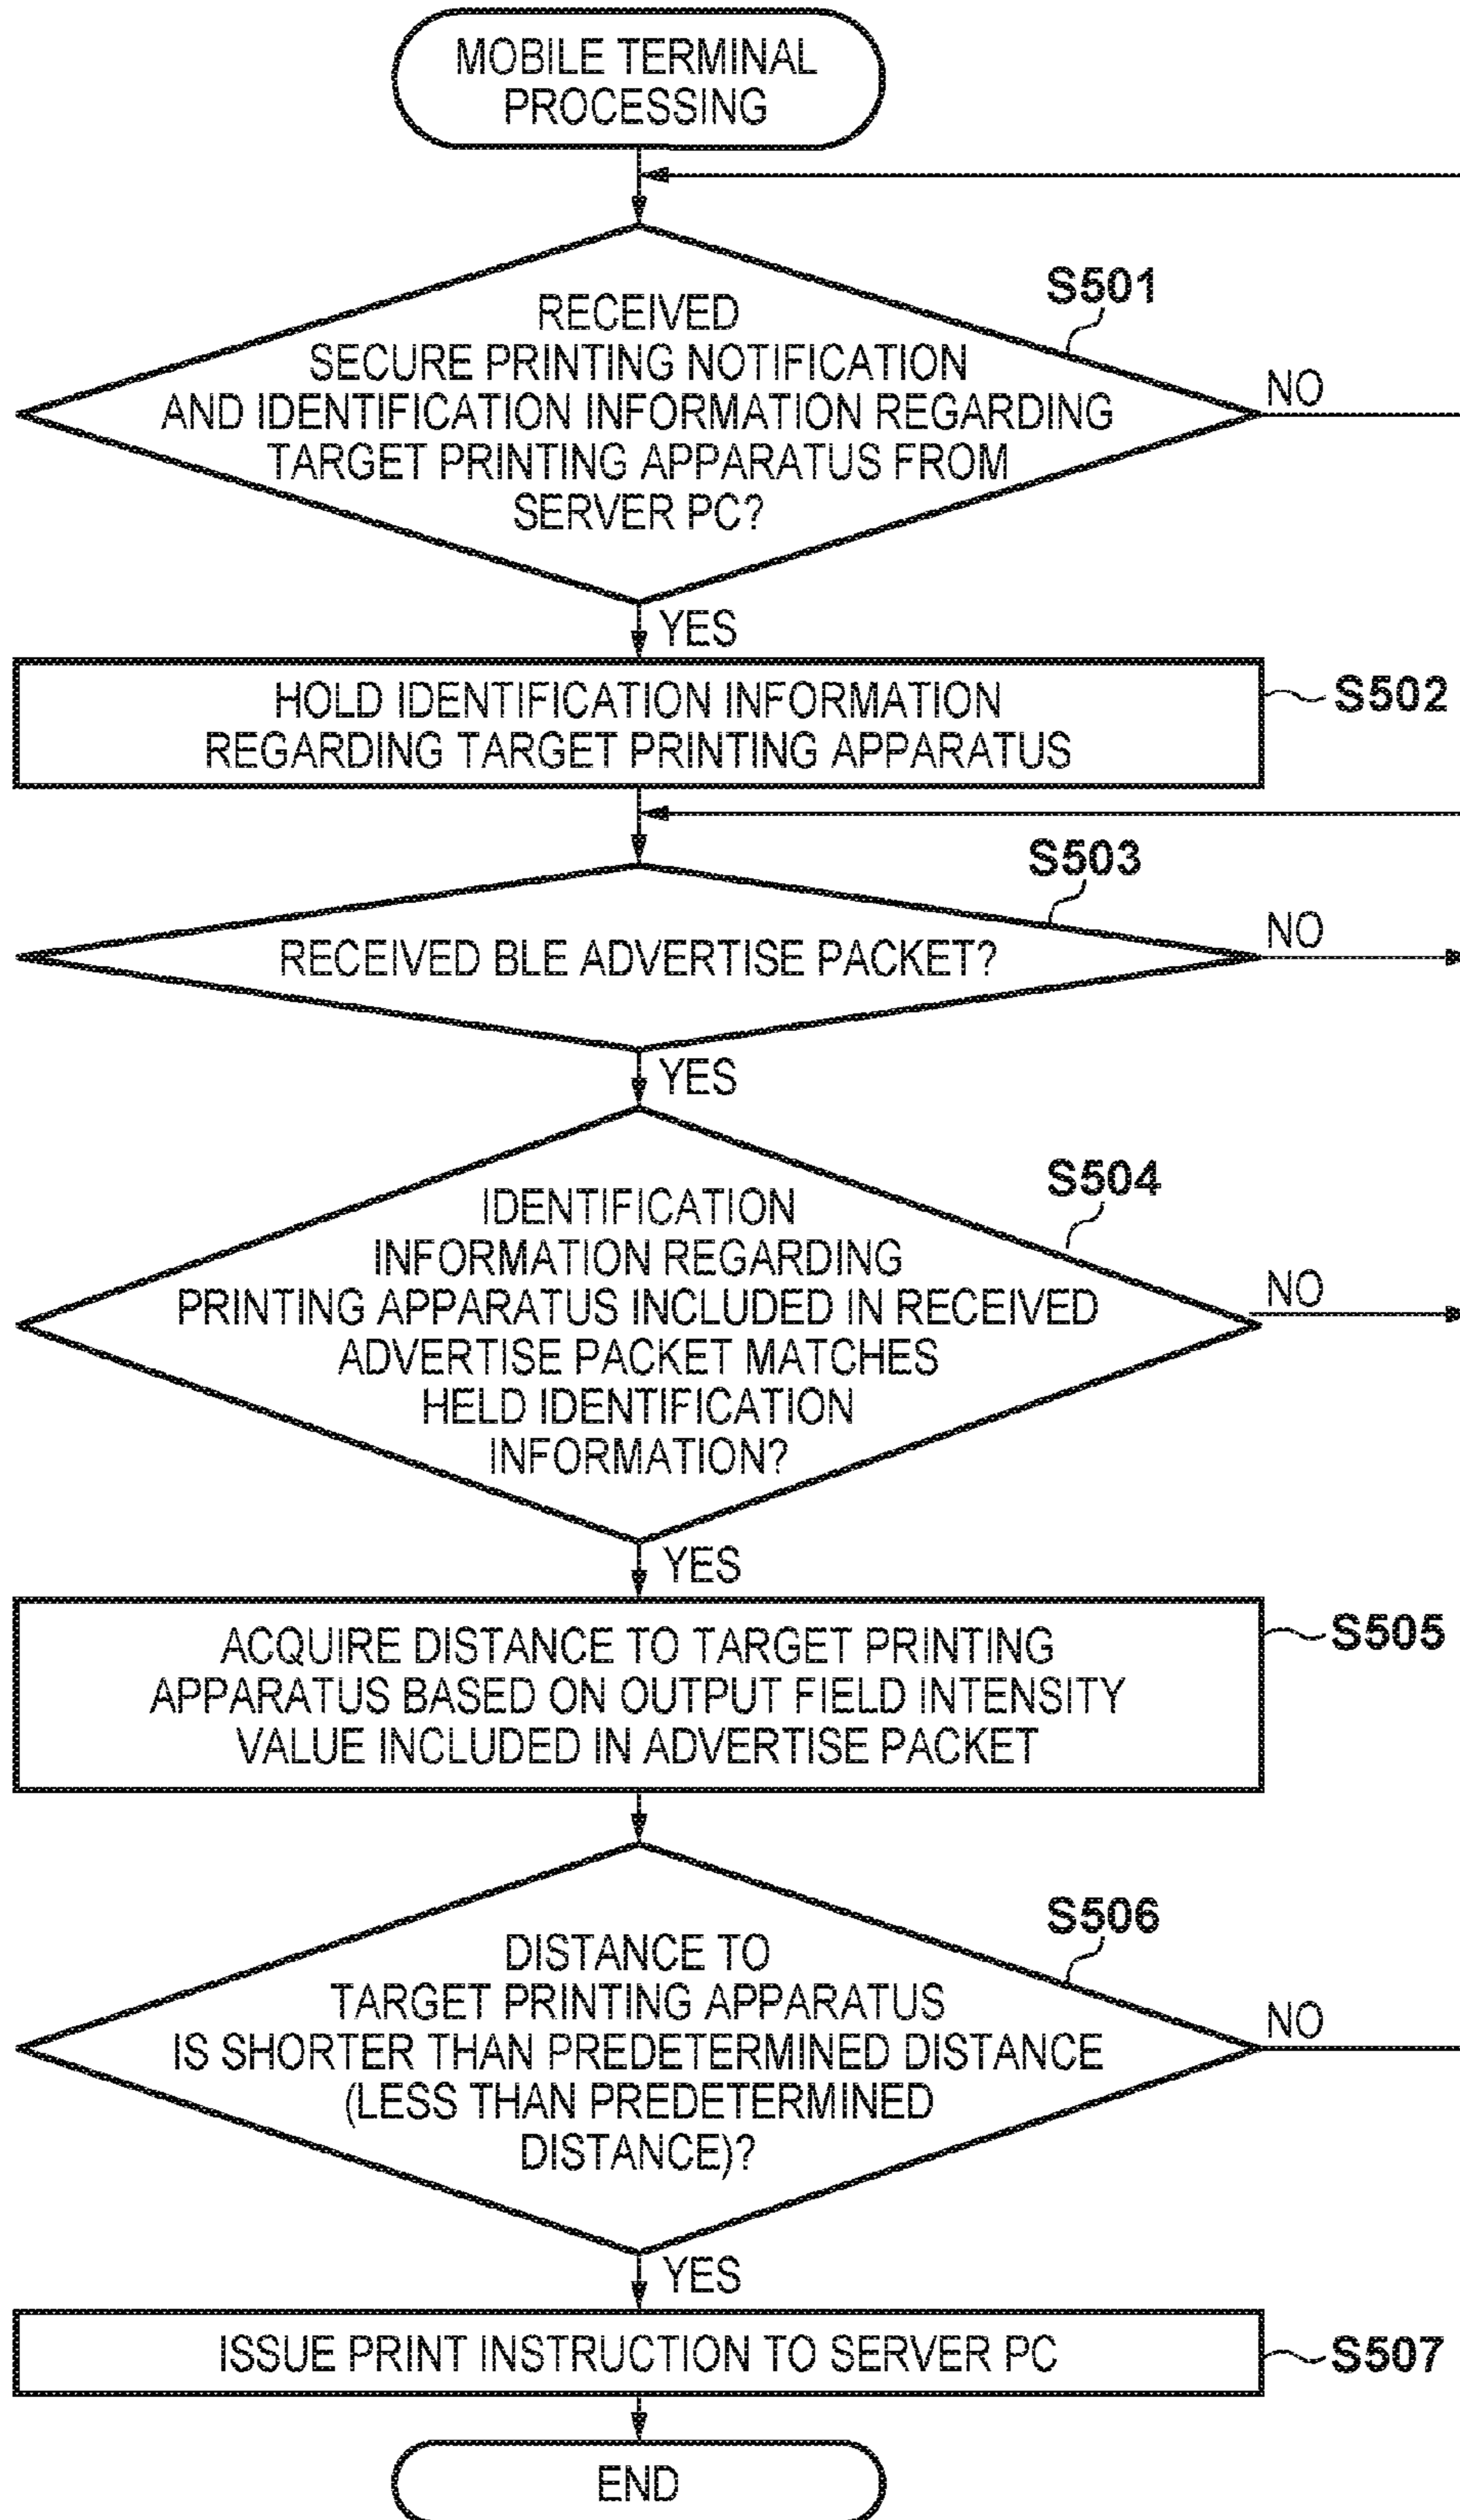 MOBILE TERMINAL
PROCESSING
S501
RECEIVED
SECURE PRINTING NOTIFICATION
AND IDENTIFICATION INFORMATION REGARDING
TARGET PRINTING APPARATUS FROM
SERVER PC?
NO
YES
HOLD IDENTIFICATION INFORMATION
REGARDING TARGET PRINTING APPARATUS
S502
S503
RECEIVED BLE ADVERTISE PACKET?
NO
YES
S504
IDENTIFICATION
INFORMATION REGARDING
PRINTING APPARATUS INCLUDED IN RECEIVED
ADVERTISE PACKET MATCHES
HELD IDENTIFICATION
INFORMATION?
NO
YES
ACQUIRE DISTANCE TO TARGET PRINTING
APPARATUS BASED ON OUTPUT FIELD INTENSITY
VALUE INCLUDED IN ADVERTISE PACKET
S505
S506
DISTANCE TO
TARGET PRINTING APPARATUS
IS SHORTER THAN PREDETERMINED DISTANCE
(LESS THAN PREDETERMINED
DISTANCE)?
NO
YES
ISSUE PRINT INSTRUCTION TO SERVER PC
S507
END